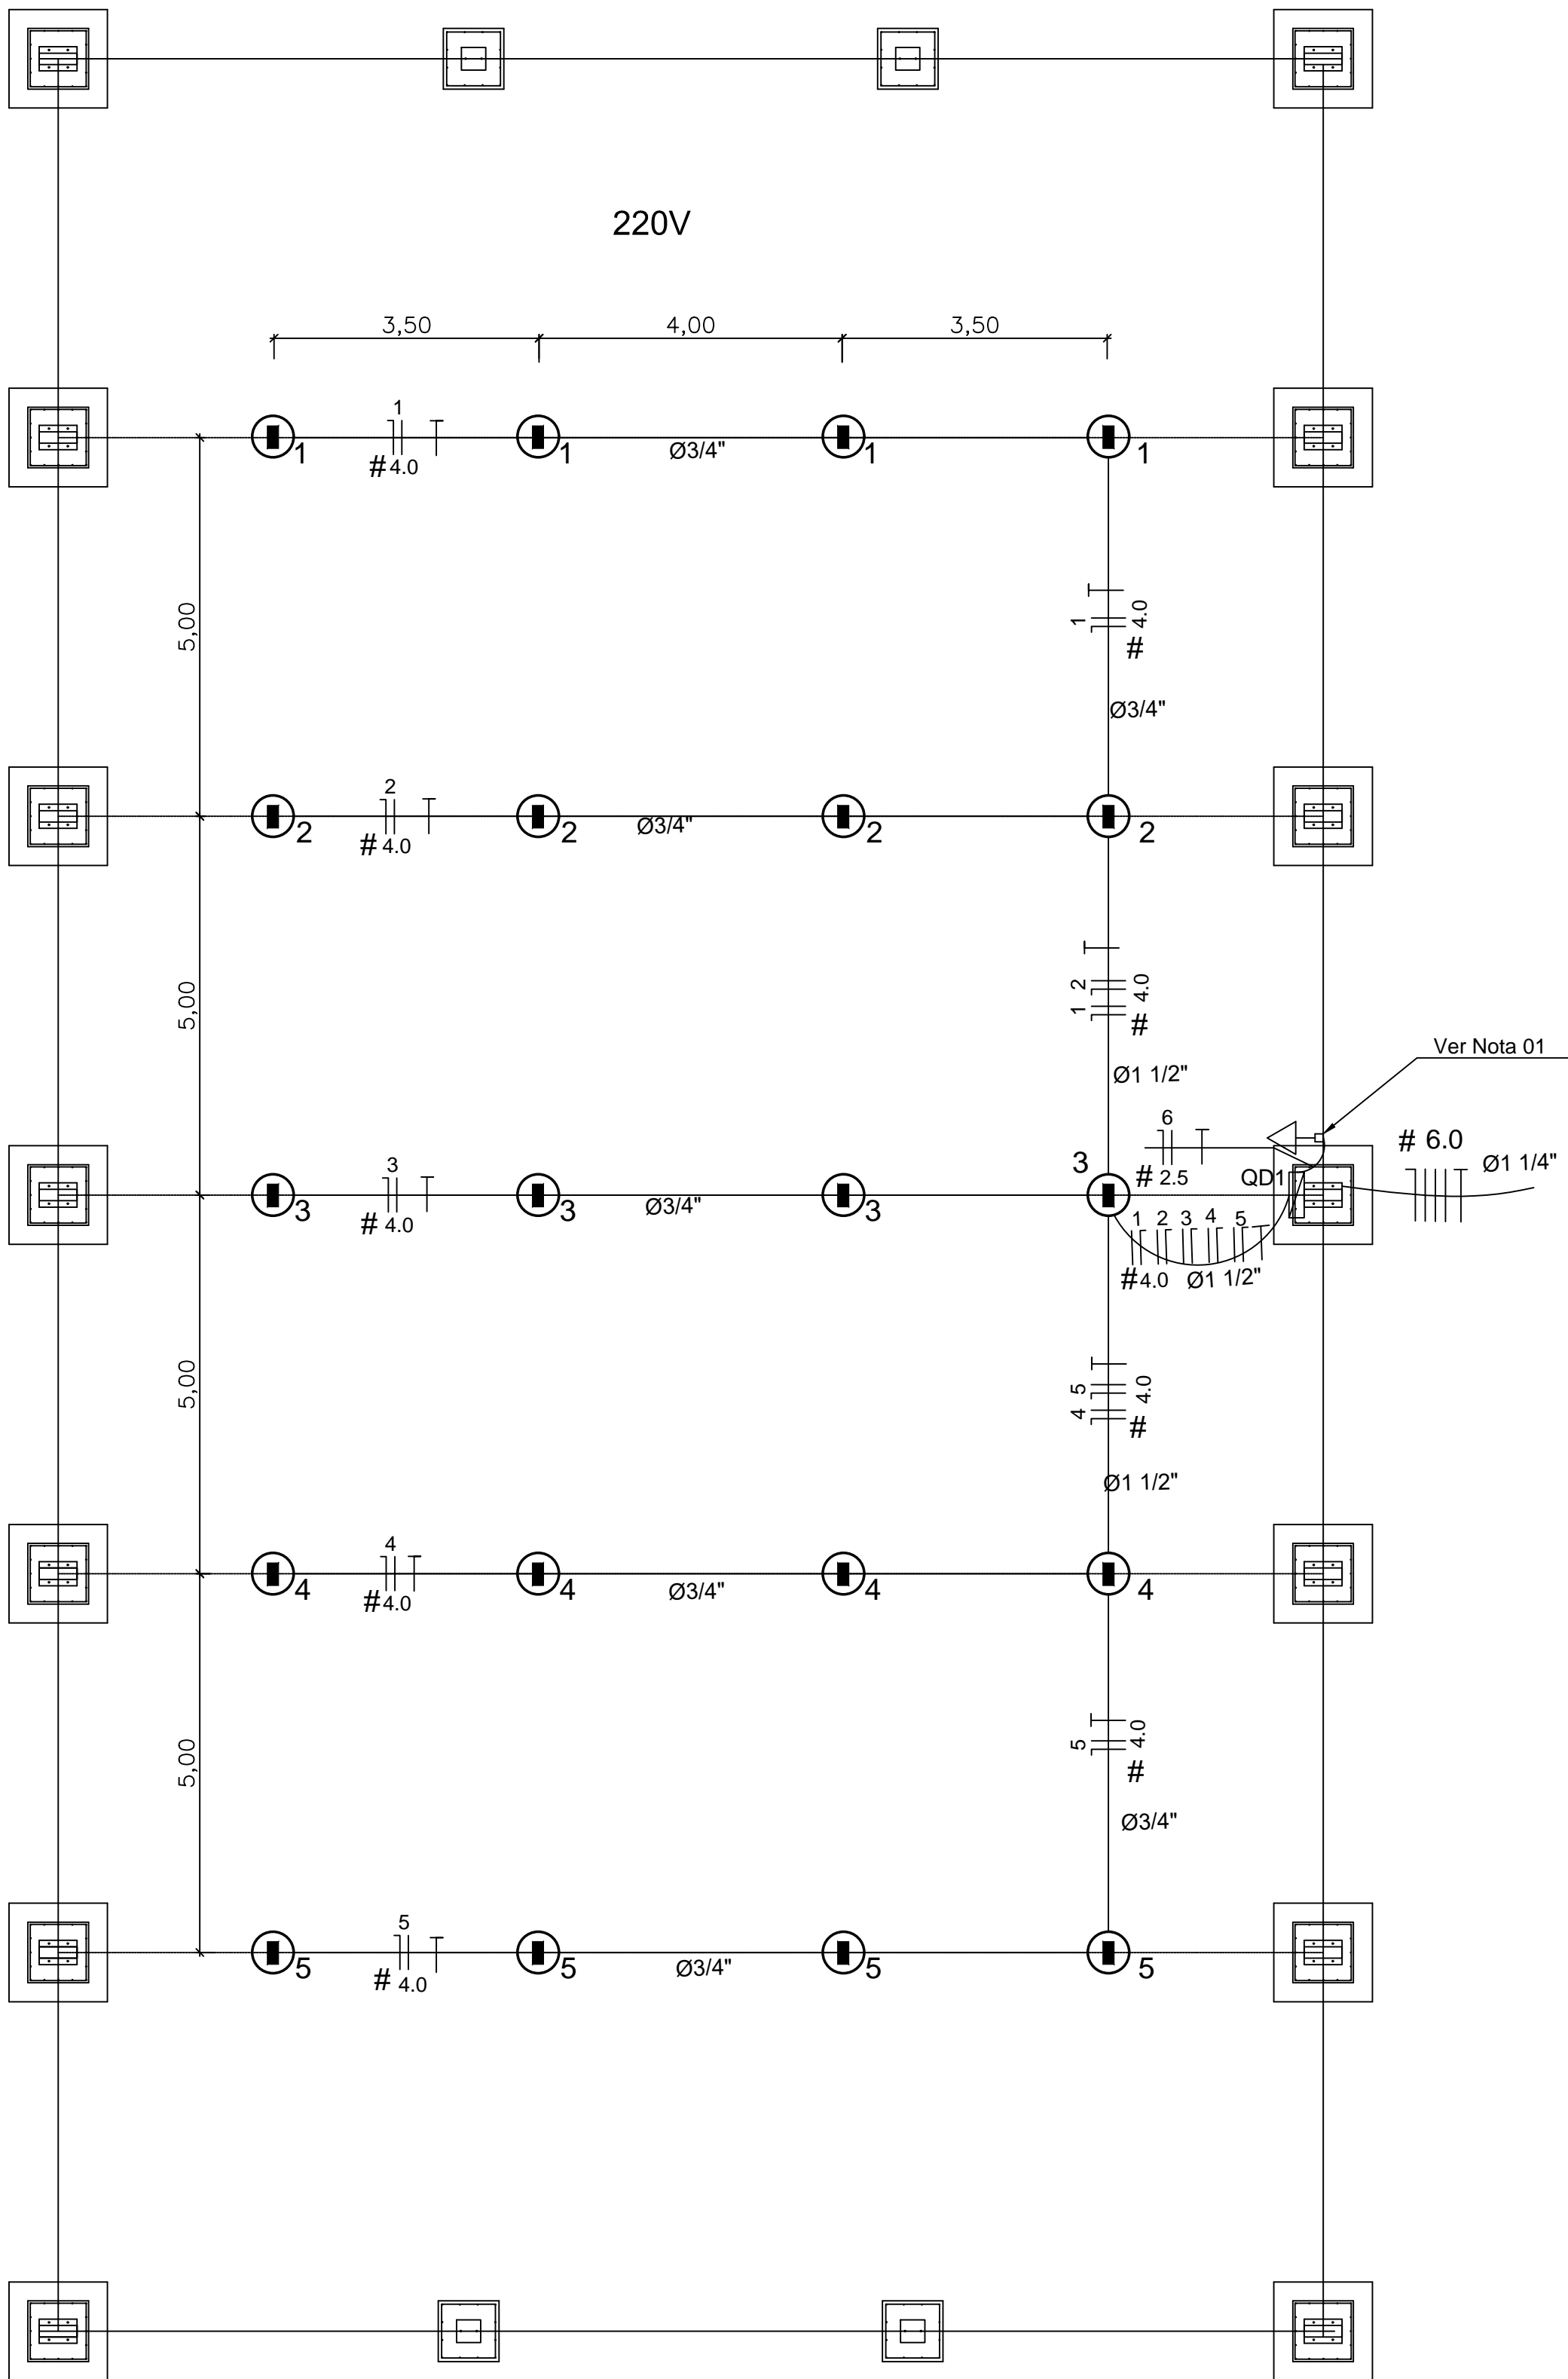 220V
3,50 4,00 3,50
1
Ø3/4"
# 4.0
1 1 1 1
5,00
1 4.0
#
Ø3/4"
2
Ø3/4"
# 4.0
2 2 2 2
5,00
2 4.0
1 #
Ø1 1/2"
Ver Nota 01
6
# 2.5
QD1
# 6.0
Ø1 1/4"
3
3
Ø3/4"
# 4.0
3 3 3
1 2 3 4 5
#4.0 Ø1 1/2"
5,00
5 4.0
4 #
Ø1 1/2"
4
Ø3/4"
#4.0
4 4 4 4
5,00
5 4.0
#
Ø3/4"
5
Ø3/4"
# 4.0
5 5 5 5